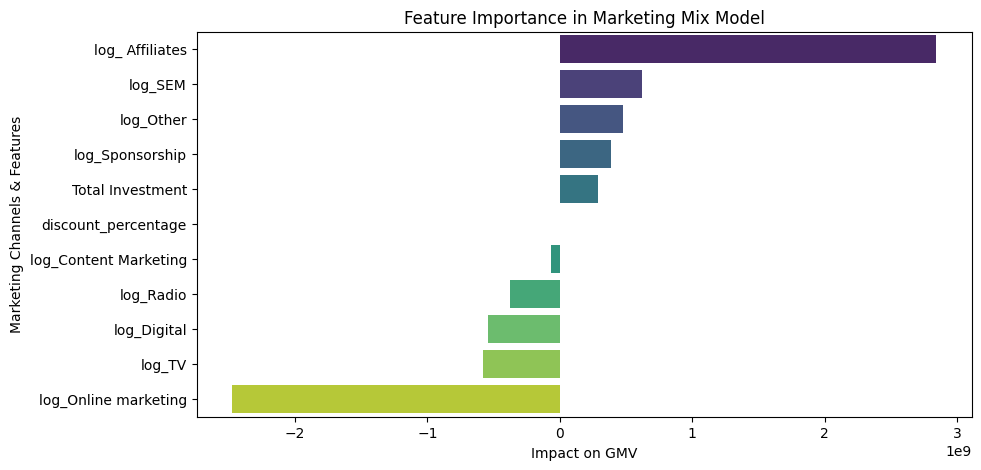 Feature Importance in Marketing Mix Model
Marketing Channels & Features
log_ Affiliates
log_SEM
log_Other
log_Sponsorship
Total Investment
discount_percentage
log_Content Marketing
log_Radio
log_Digital
log_TV
log_Online marketing
−2 −1 0 1 2 3
1e9
Impact on GMV